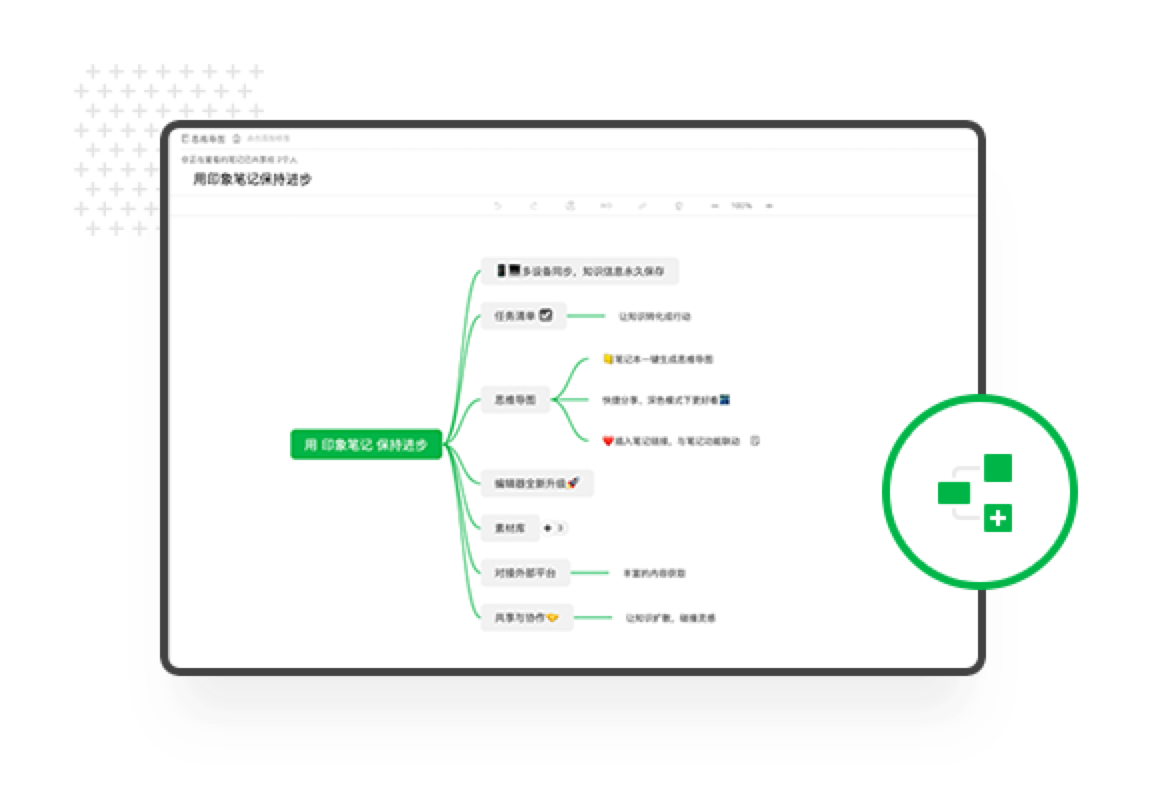 思维导图
正在查看的笔记已共享给 2个人
用印象笔记保持进步
100%
多设备同步，知识信息永久保存
任务清单
让知识转化成行动
笔记本一键生成思维导图
思维导图
快捷分享，深色模式下更好看
插入笔记链接，与笔记功能联动
用 印象笔记 保持进步
编辑器全新升级
素材库
3
对接外部平台
丰富的内容获取
共享与协作
让知识扩散，碰撞灵感